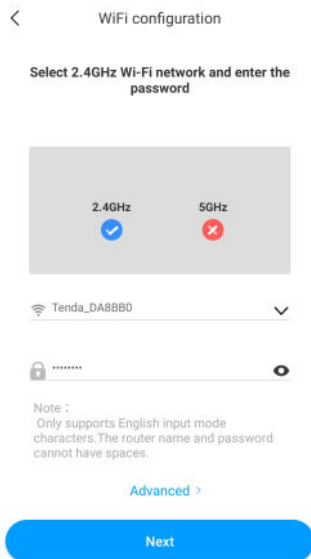 WiFi configuration
Select 2.4GHz Wi-Fi network and enter the
password
2.4GHz
5GHz
Tenda_DA8BB0
••••••••
Note：
Only supports English input mode
characters.The router name and password
cannot have spaces.
Advanced >
Next